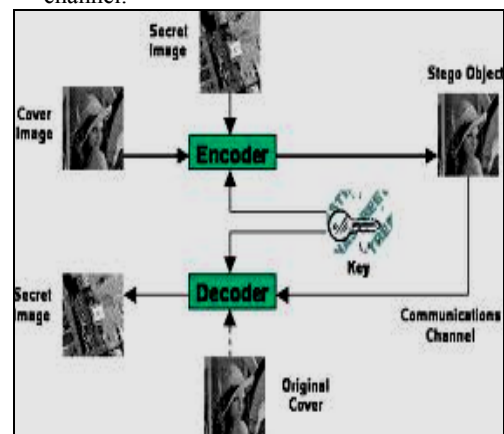 channel.
Secret
Image
Stego Object
Cover
Image
Encoder
Key
Decoder
Secret
Image
Communications
Channel
Original
Cover